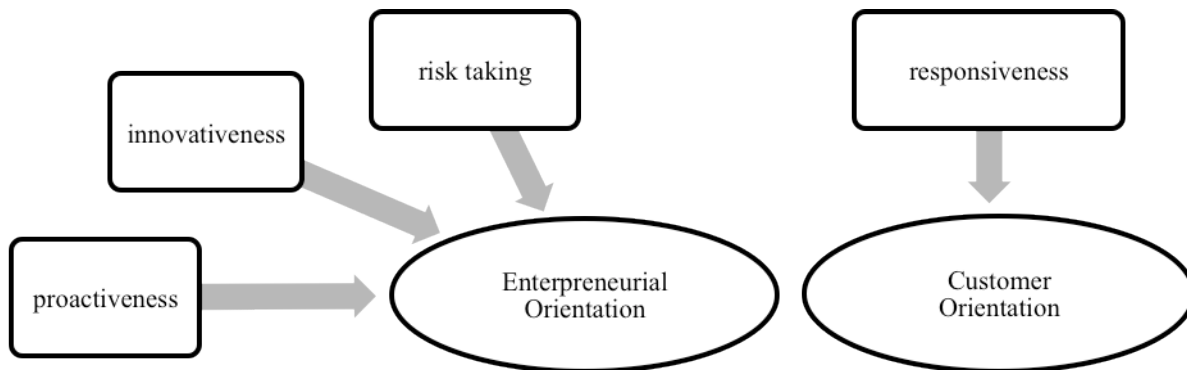 risk taking
responsiveness
innovativeness
proactiveness
Enterpreneurial
Orientation
Customer
Orientation